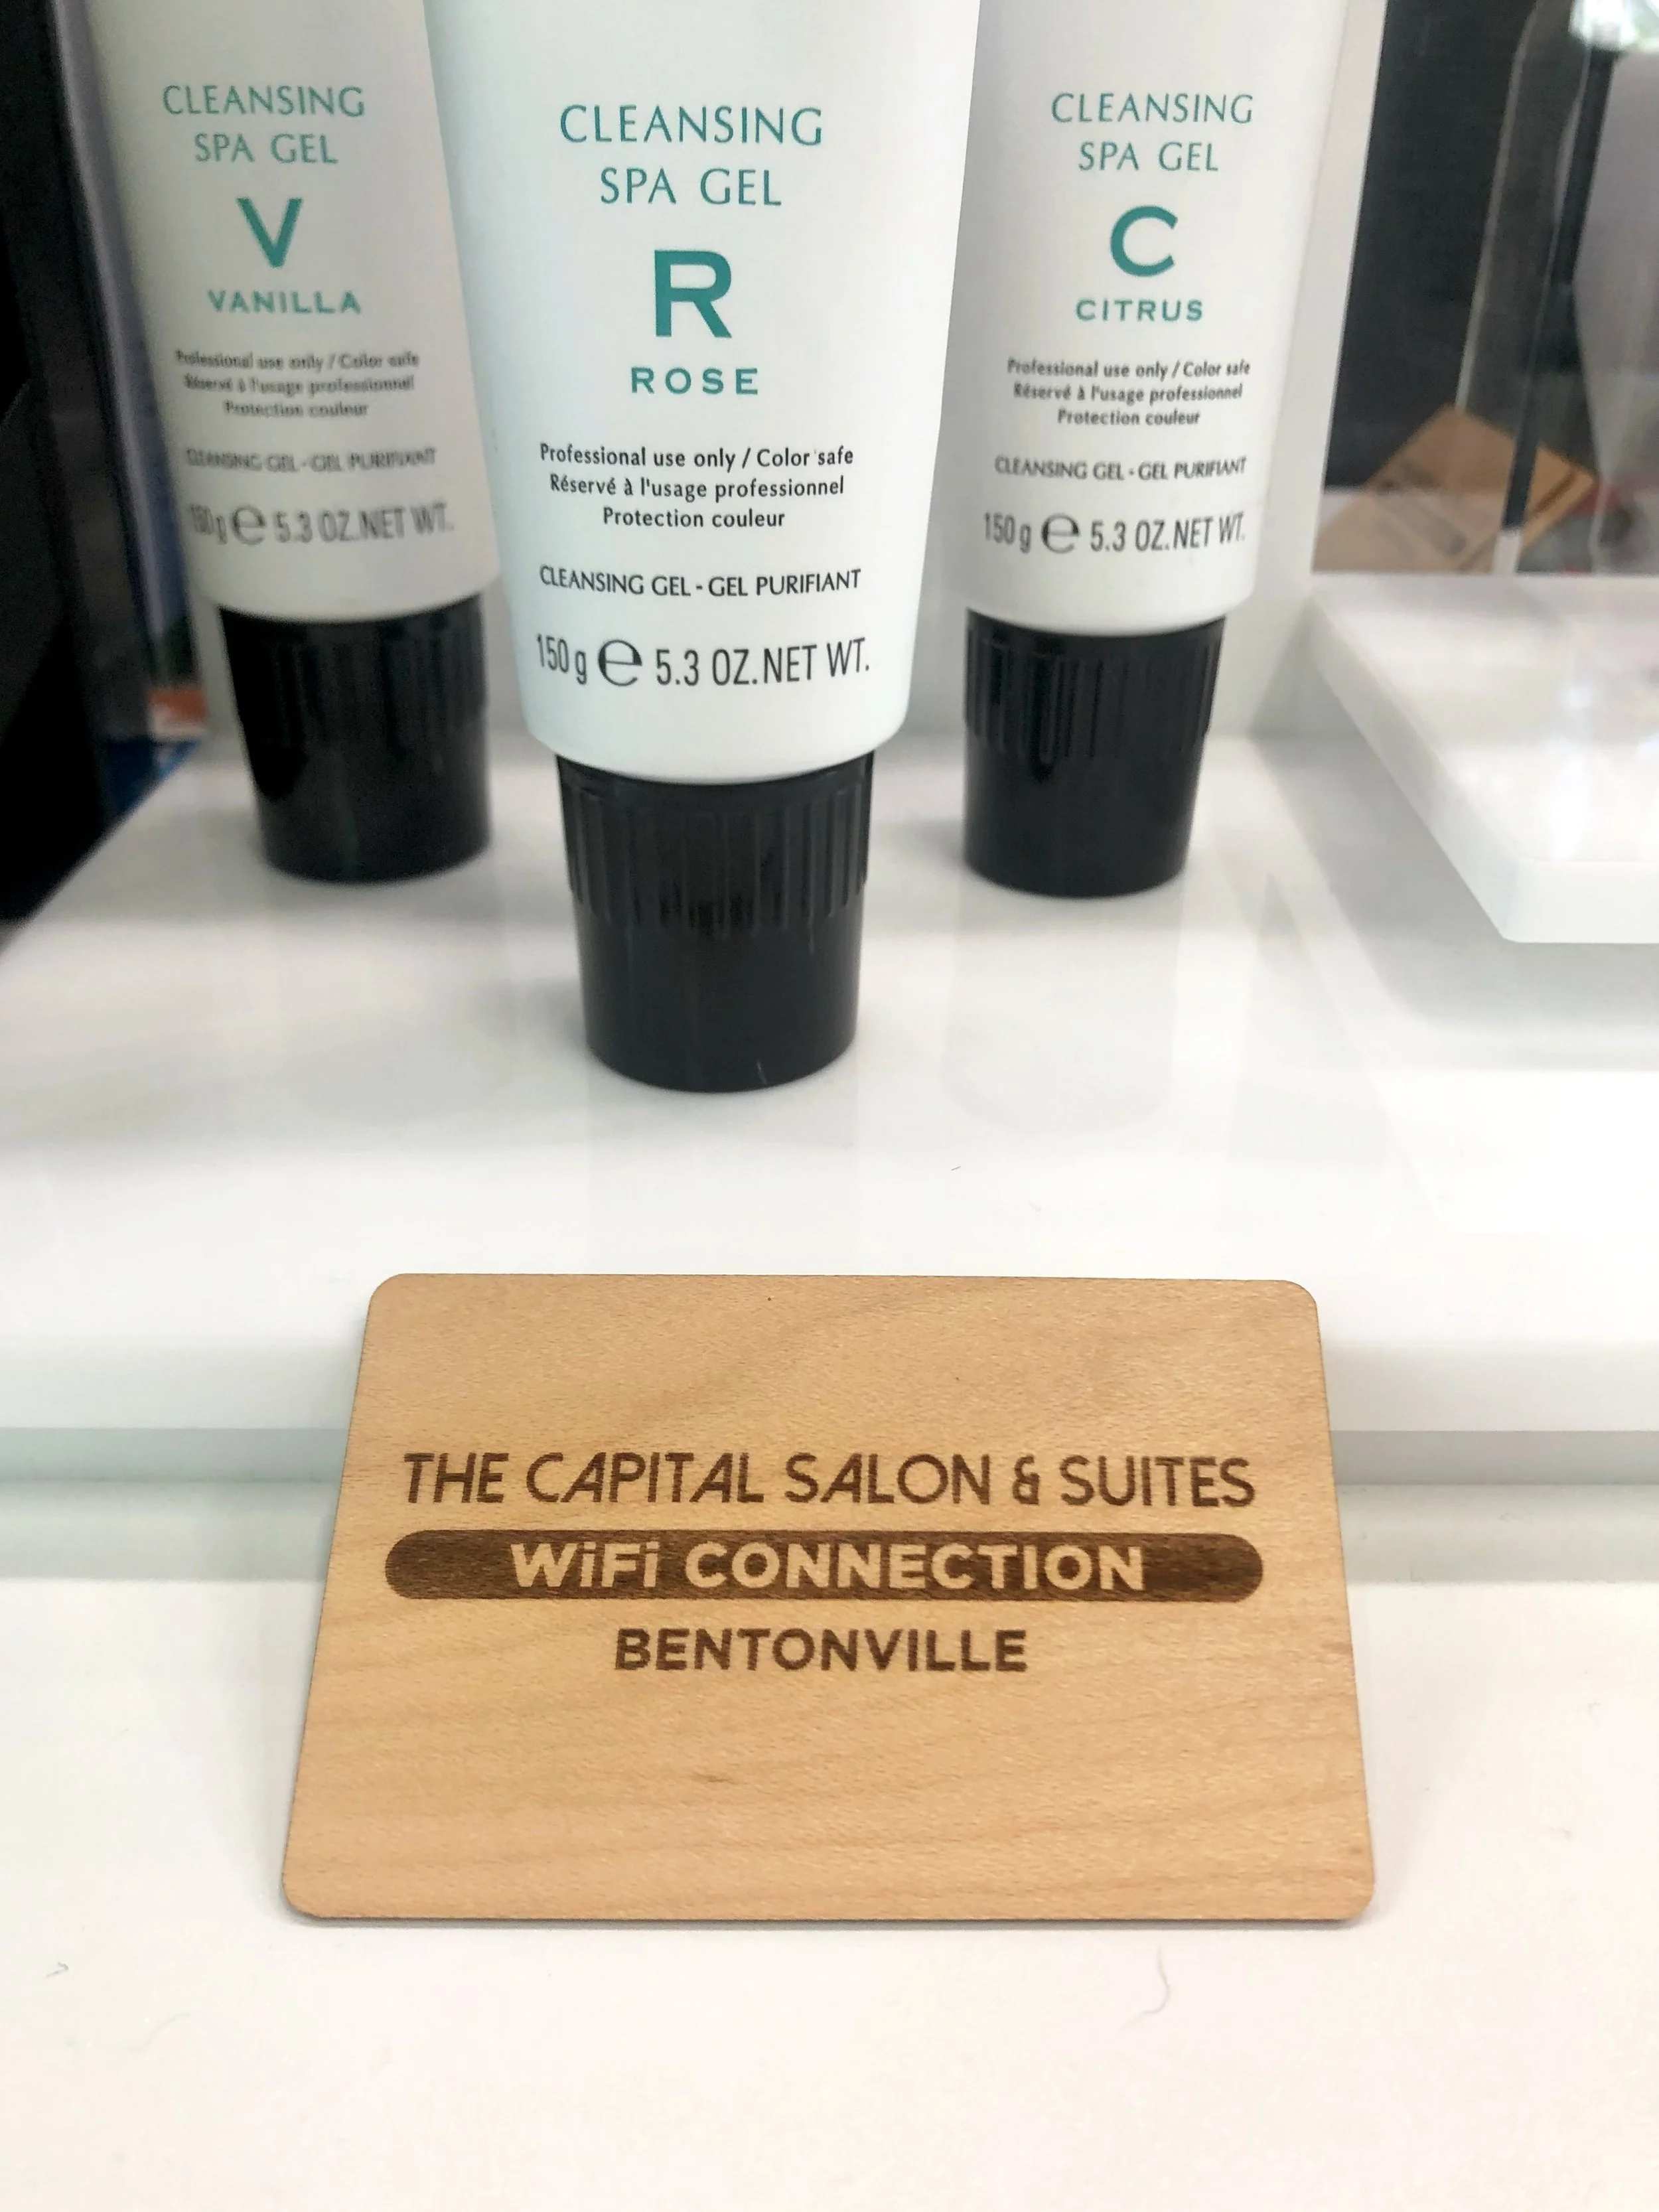 CLEANSING
SPA GEL
V
VANILLA
Professional use only / Color safe
Réservé à l'usage professionnel
Protection couleur
CLEANSING GEL - GEL PURIFIANT
150 g e 5.3 OZ.NET WT.
CLEANSING
SPA GEL
R
ROSE
Professional use only / Color safe
Réservé à l'usage professionnel
Protection couleur
CLEANSING GEL - GEL PURIFIANT
150 g e 5.3 OZ.NET WT.
CLEANSING
SPA GEL
C
CITRUS
Professional use only / Color safe
Réservé à l'usage professionnel
Protection couleur
CLEANSING GEL - GEL PURIFIANT
150 g e 5.3 OZ.NET WT.
THE CAPITAL SALON & SUITES
WiFi CONNECTION
BENTONVILLE